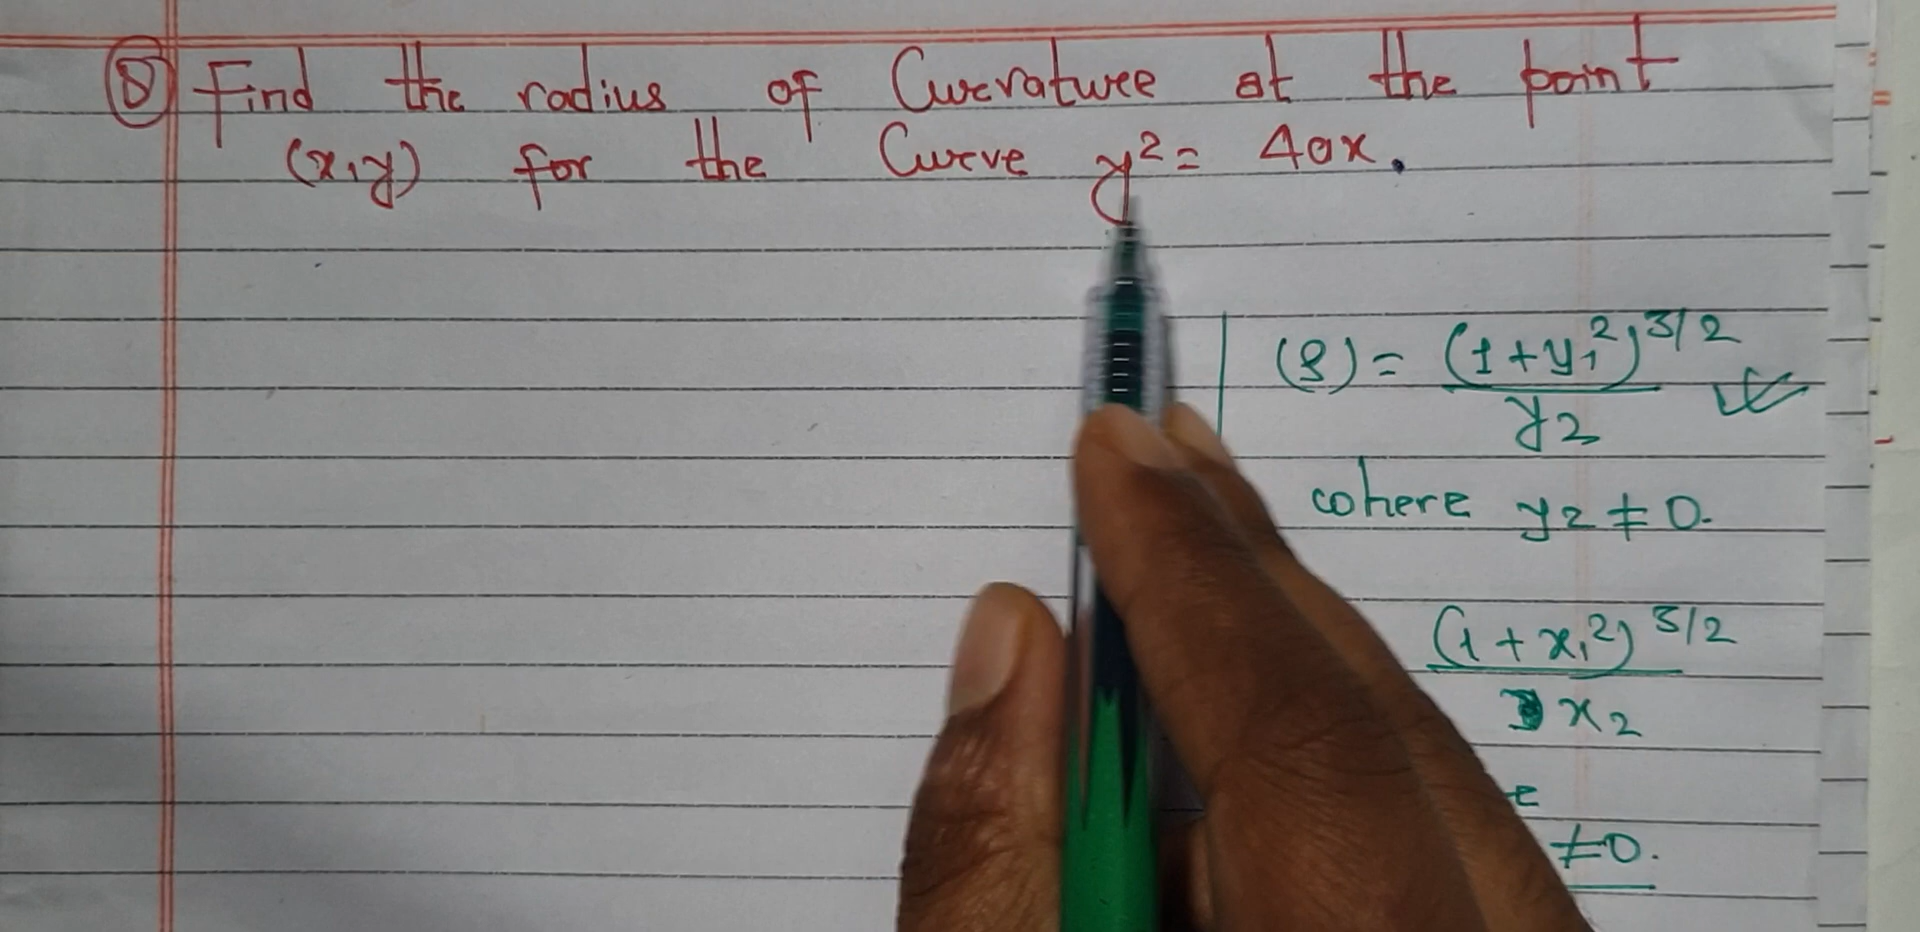 ⑧ Find the radius of Curvature at the point
(x,y) for the Curve y² = 4ax.
(ρ) = (1+y₁²)^3/2
y₂
where y₂ ≠ 0.
(1+x₁²)^3/2
x₂
≠0.